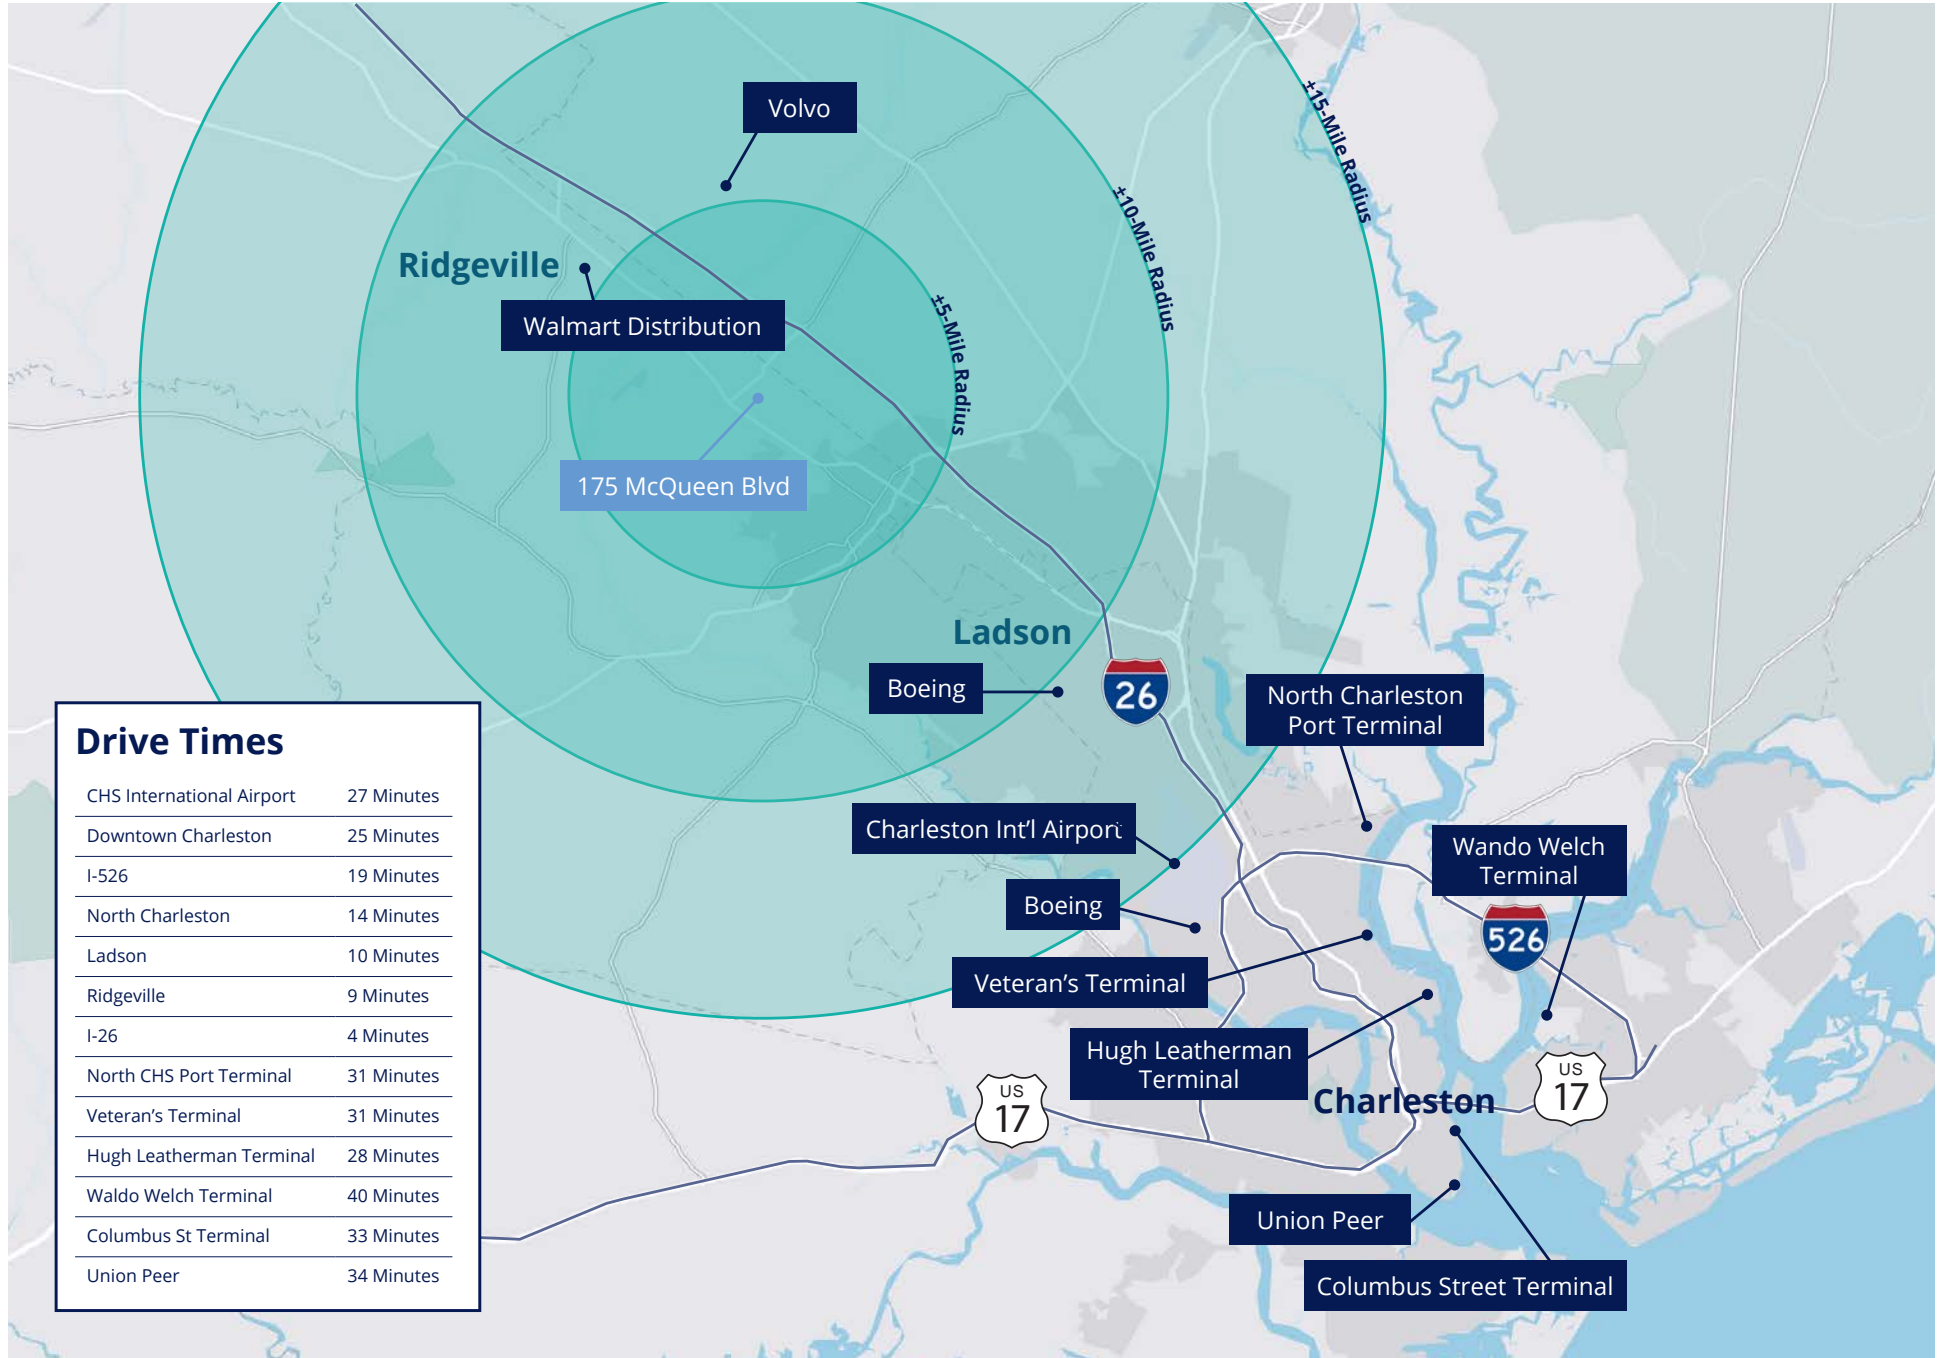 Volvo
±15-Mile Radius
±10-Mile Radius
Ridgeville
Walmart Distribution
±5-Mile Radius
175 McQueen Blvd
Ladson
Boeing
26
North Charleston
Port Terminal
Drive Times
CHS International Airport 27 Minutes
Downtown Charleston 25 Minutes
I-526 19 Minutes
North Charleston 14 Minutes
Ladson 10 Minutes
Ridgeville 9 Minutes
I-26 4 Minutes
North CHS Port Terminal 31 Minutes
Veteran’s Terminal 31 Minutes
Hugh Leatherman Terminal 28 Minutes
Waldo Welch Terminal 40 Minutes
Columbus St Terminal 33 Minutes
Union Peer 34 Minutes
Charleston Int’l Airport
Wando Welch
Terminal
Boeing
526
Veteran’s Terminal
Hugh Leatherman
Terminal
US
17
US
17
Charleston
Union Peer
Columbus Street Terminal